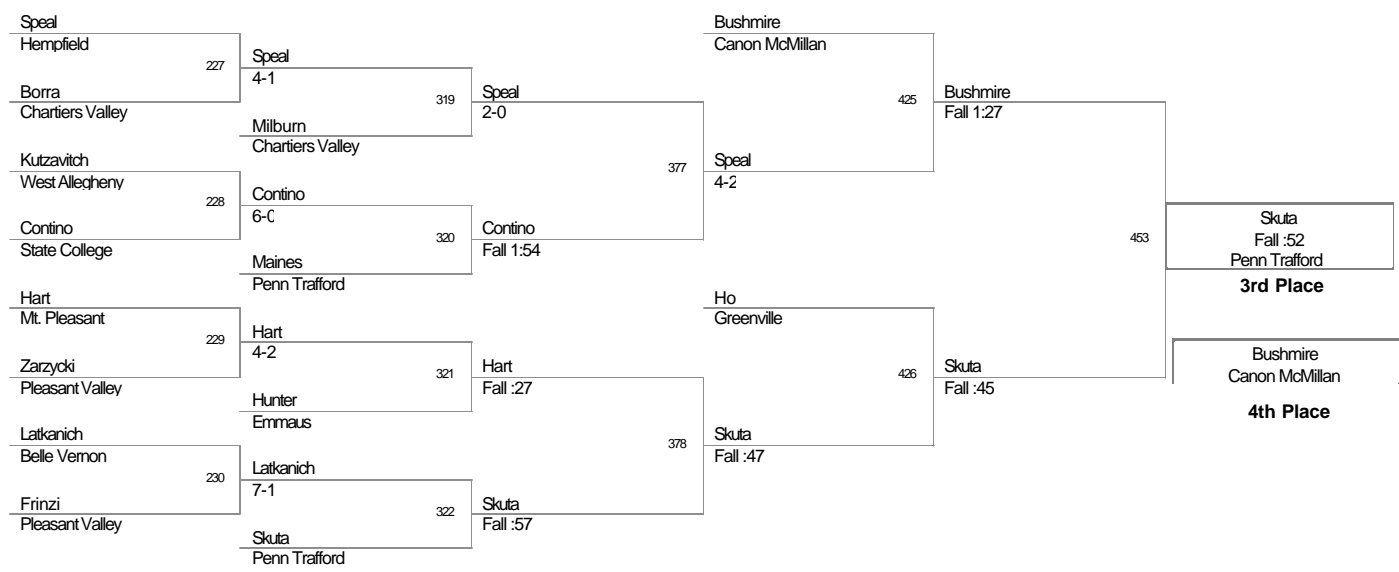 Speal
Hempfield
227
Borra
Chartiers Valley
Kutzavitch
West Allegheny
228
Contino
State College
Hart
Mt. Pleasant
229
Zarzycki
Pleasant Valley
Latkanich
Belle Vernon
230
Frinzi
Pleasant Valley
Speal
4-1
319
Milburn
Chartiers Valley
Contino
6-0
320
Maines
Penn Trafford
Hart
4-2
321
Hunter
Emmaus
Latkanich
7-1
322
Skuta
Penn Trafford
Speal
2-0
377
Contino
Fall 1:54
Hart
Fall :27
378
Skuta
Fall :57
Bushmire
Canon McMillan
425
Speal
4-2
Ho
Greenville
426
Skuta
Fall :47
Bushmire
Fall 1:27
453
Skuta
Fall :45
Skuta
Fall :52
Penn Trafford
3rd Place
Bushmire
Canon McMillan
4th Place